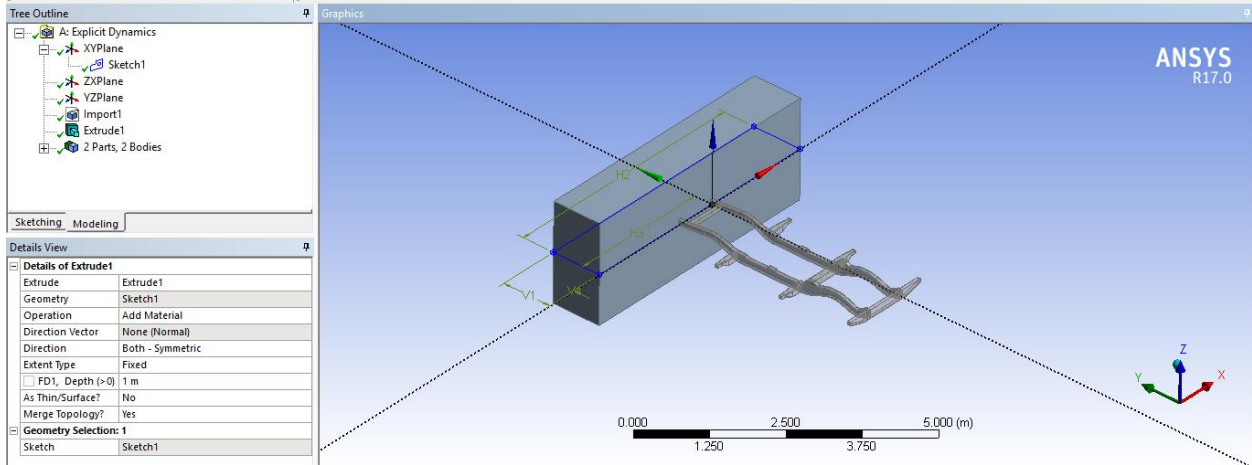 Tree Outline
A: Explicit Dynamics
XYPlane
Sketch1
ZXPlane
YZPlane
Import1
Extrude1
2 Parts, 2 Bodies
Sketching Modeling
Details View
Details of Extrude1
Extrude Extrude1
Geometry Sketch1
Operation Add Material
Direction Vector None (Normal)
Direction Both - Symmetric
Extent Type Fixed
FD1, Depth (>0) 1 m
As Thin/Surface? No
Merge Topology? Yes
Geometry Selection: 1
Sketch Sketch1
Graphics
ANSYS
R17.0
H2
H3
V1
V4
Z
Y
X
0.000 2.500 5.000 (m)
1.250 3.750